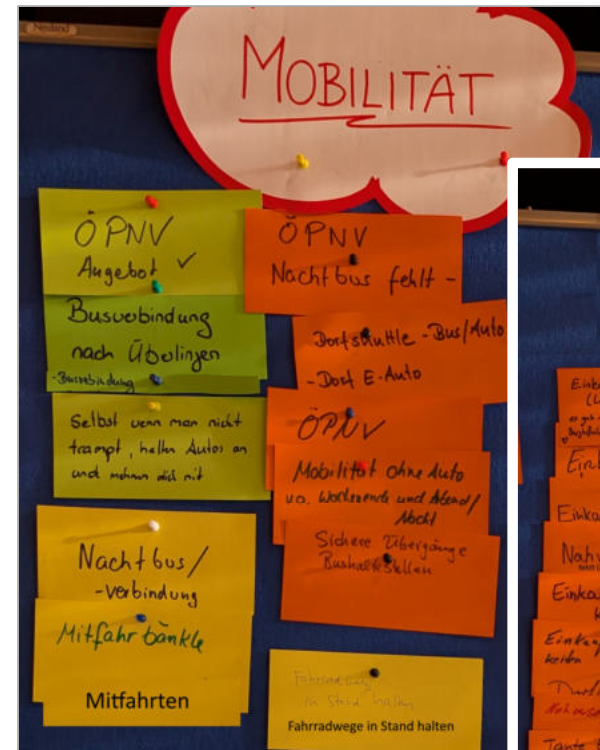 Neuland
MOBILITÄT
ÖPNV
Angebot ✓
Busverbindung
nach Überlingen
-Busverbindung
Selbst wenn man nicht
trampt, halten Autos an
und nehmen dich mit
Nachtbus/
-verbindung
Mitfahrbänkle
Mitfahrten
ÖPNV
Nachtbus fehlt -
Dorfshuttle - Bus/Auto
- Dorf E-Auto
ÖPNV
Mobilität ohne Auto
v.a. Wochenende und Abend/
Nacht
Sichere Übergänge
Bushaltestellen
Fahrradwege
in Stand halten
Fahrradwege in Stand halten